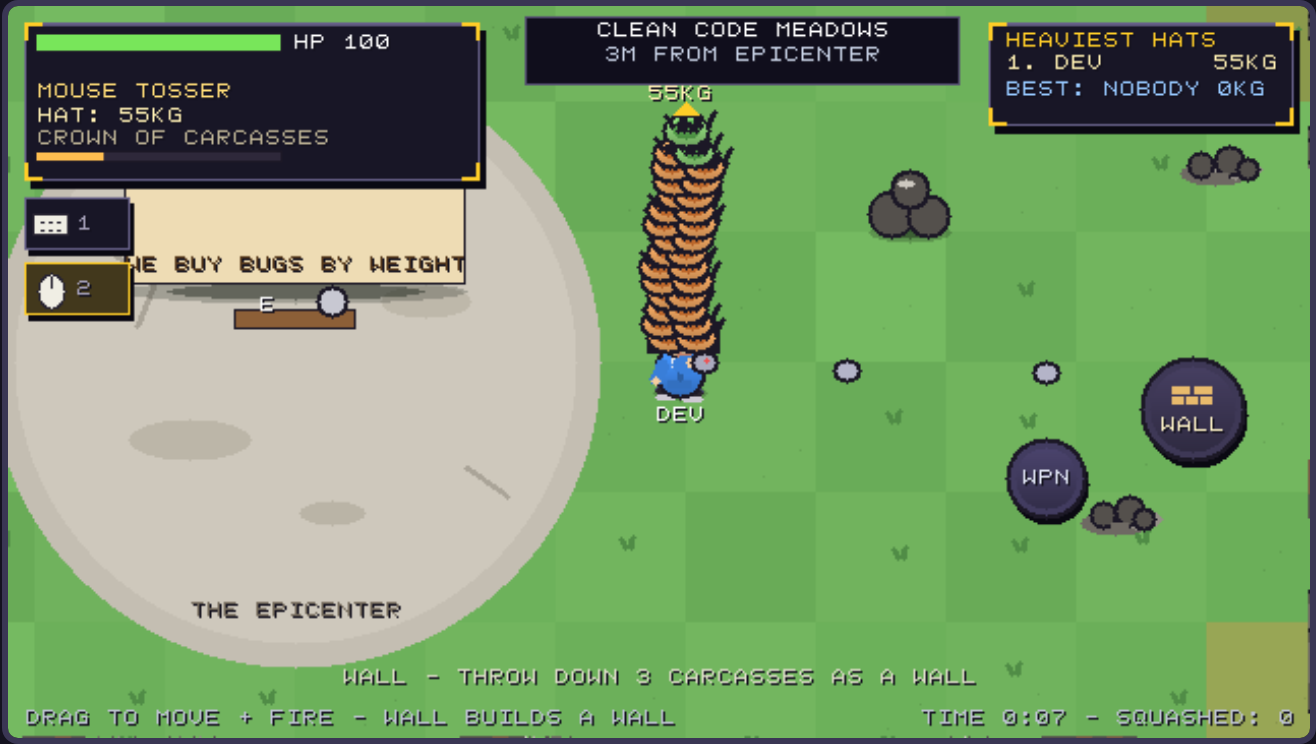 HP 100
MOUSE TOSSER
HAT: 55KG
CROWN OF CARCASSES
1
2
CLEAN CODE MEADOWS
3M FROM EPICENTER
HEAVIEST HATS
1. DEV 55KG
BEST: NOBODY 0KG
55KG
BUY BUGS BY WEIGHT
E
DEV
WALL
WPN
THE EPICENTER
WALL - THROW DOWN 3 CARCASSES AS A WALL
DRAG TO MOVE + FIRE - WALL BUILDS A WALL
TIME 0:07 - SQUASHED: 0